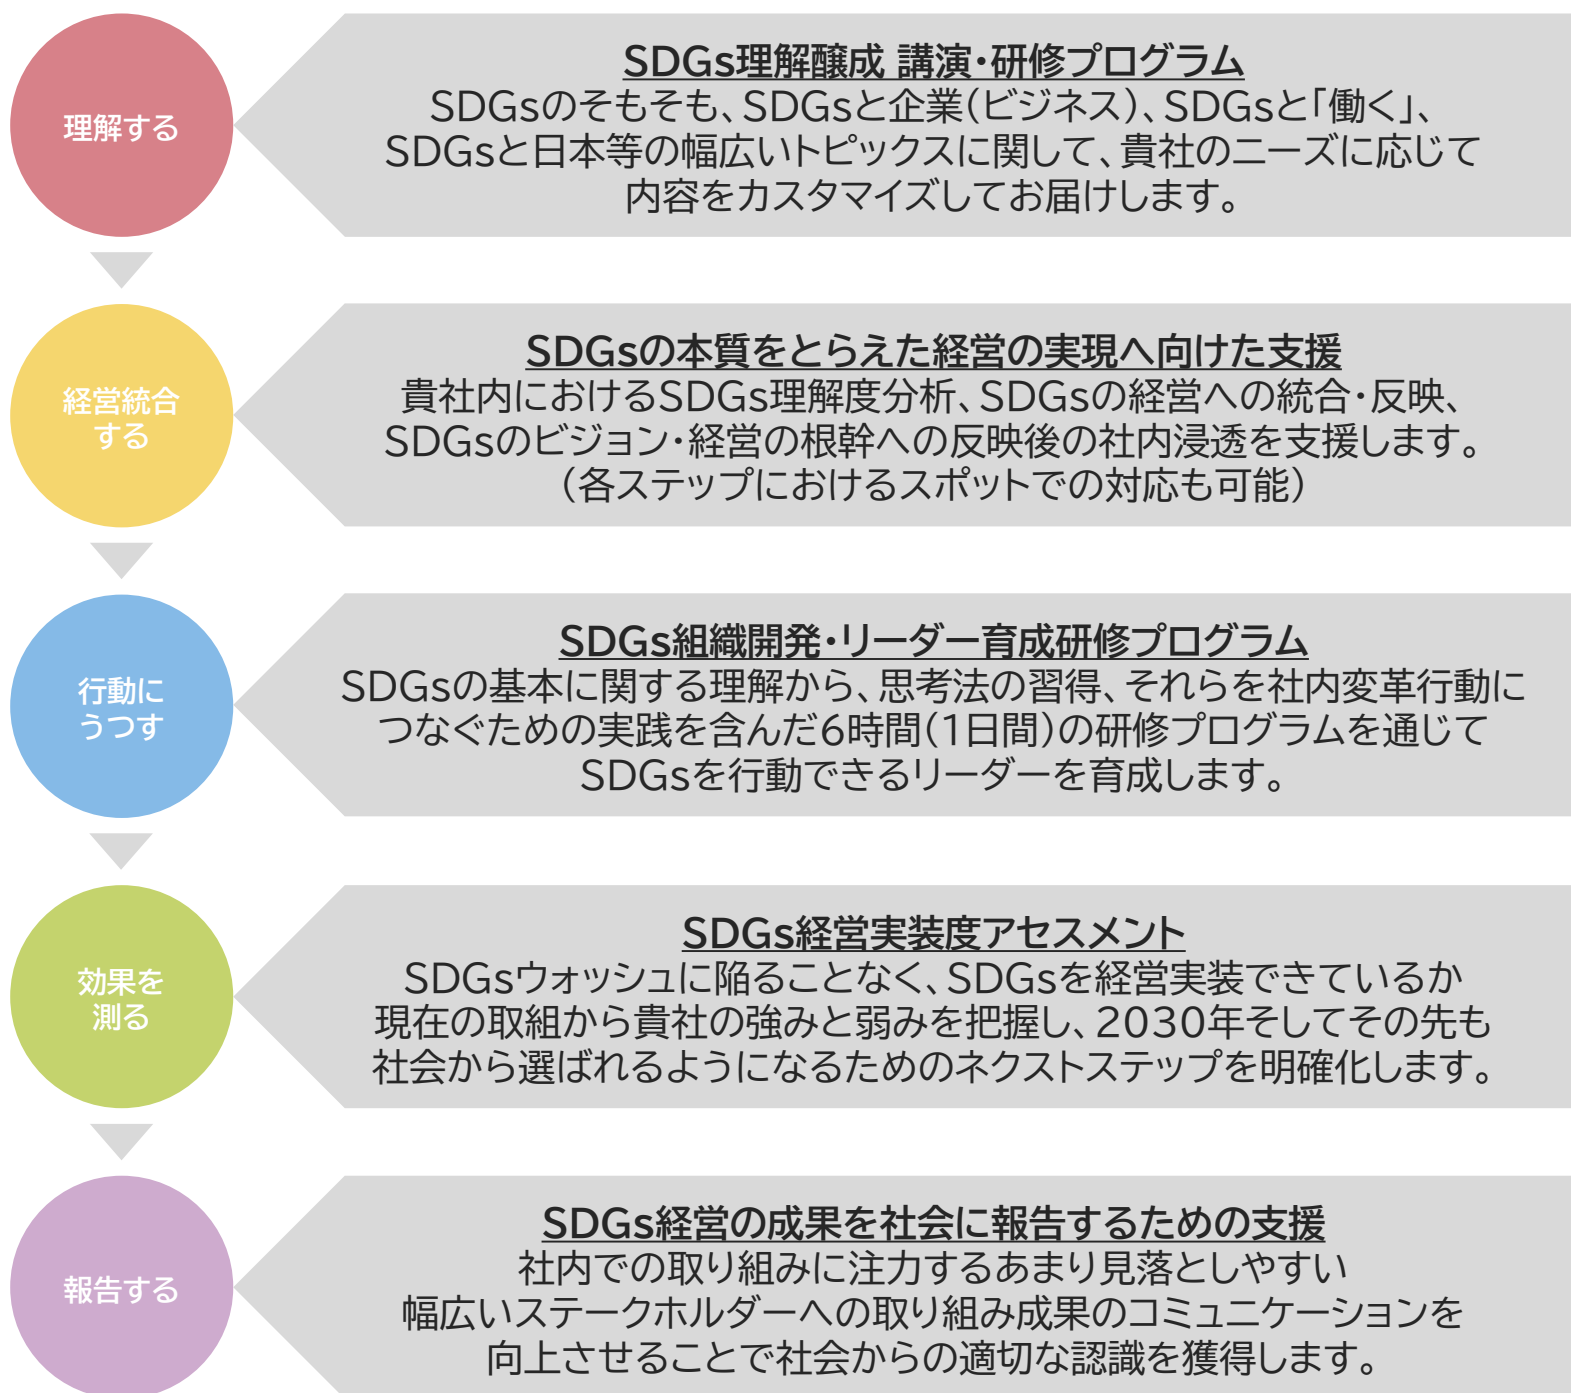 理解する
SDGs理解醸成 講演・研修プログラム
SDGsのそもそも、SDGsと企業（ビジネス）、SDGsと「働く」、
SDGsと日本等の幅広いトピックスに関して、貴社のニーズに応じて
内容をカスタマイズしてお届けします。
経営統合
する
SDGsの本質をとらえた経営の実現へ向けた支援
貴社内におけるSDGs理解度分析、SDGsの経営への統合・反映、
SDGsのビジョン・経営の根幹への反映後の社内浸透を支援します。
（各ステップにおけるスポットでの対応も可能）
行動に
うつす
SDGs組織開発・リーダー育成研修プログラム
SDGsの基本に関する理解から、思考法の習得、それらを社内変革行動に
つなぐための実践を含んだ6時間（1日間）の研修プログラムを通じて
SDGsを行動できるリーダーを育成します。
効果を
測る
SDGs経営実装度アセスメント
SDGsウォッシュに陥ることなく、SDGsを経営実装できているか
現在の取組から貴社の強みと弱みを把握し、2030年そしてその先も
社会から選ばれるようになるためのネクストステップを明確化します。
報告する
SDGs経営の成果を社会に報告するための支援
社内での取り組みに注力するあまり見落としやすい
幅広いステークホルダーへの取り組み成果のコミュニケーションを
向上させることで社会からの適切な認識を獲得します。